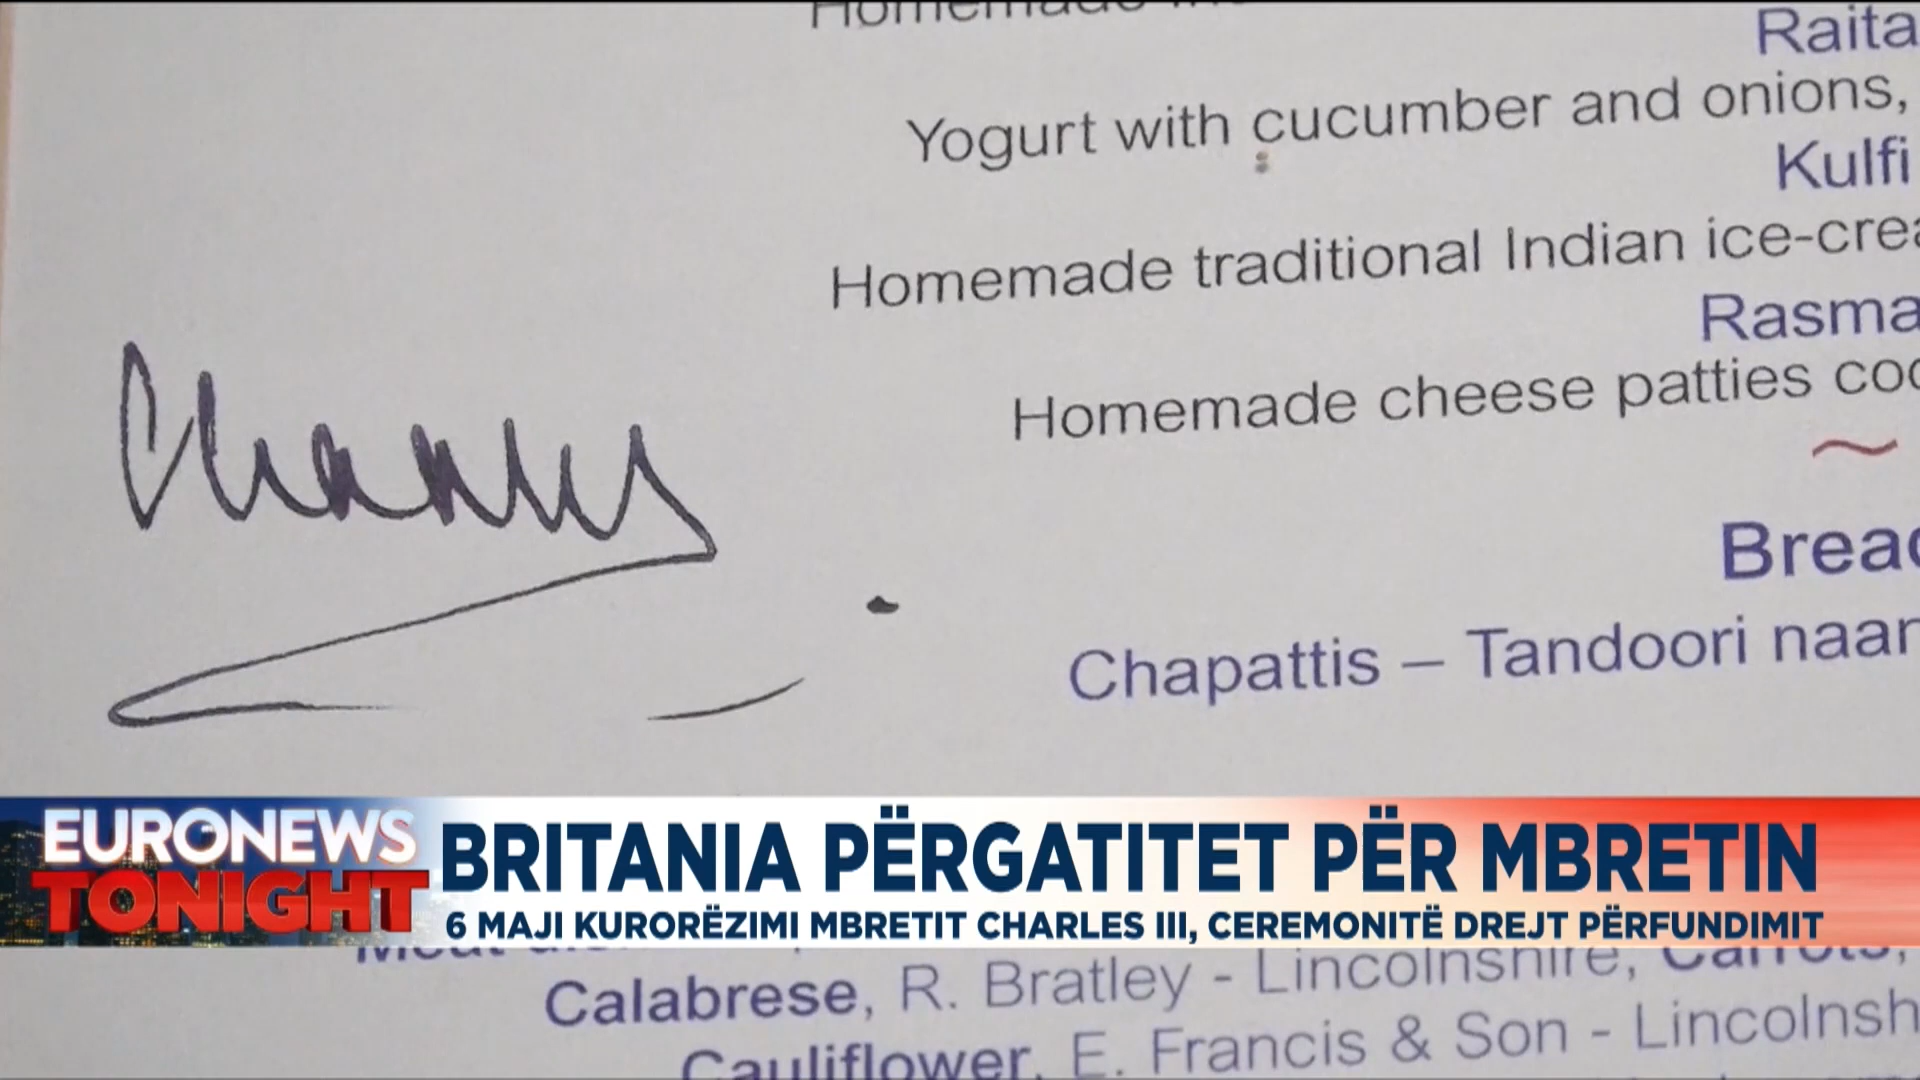 Homemade
Raita
Yogurt with cucumber and onions,
Kulfi
Homemade traditional Indian ice-crea
Rasma
Homemade cheese patties coo
Charles
Bread
Chapattis – Tandoori naan
EURONEWS
TONIGHT
BRITANIA PËRGATITET PËR MBRETIN
6 MAJI KURORËZIMI MBRETIT CHARLES III, CEREMONITË DREJT PËRFUNDIMIT
Calabrese, R. Bratley - Lincolnshire, Carrots,
Cauliflower, E. Francis & Son - Lincolnsh